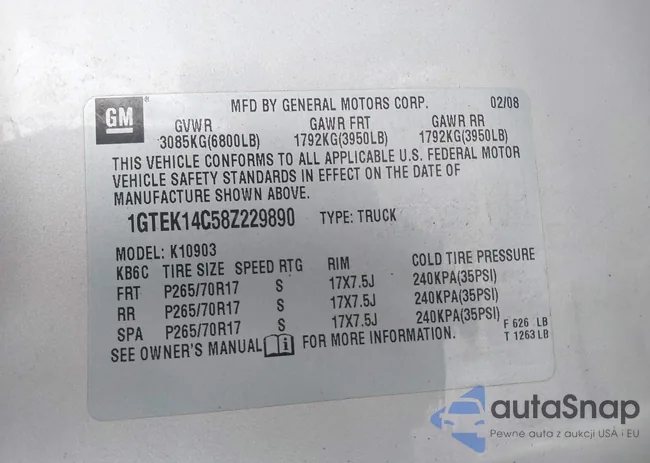 GM ® MFD BY GENERAL MOTORS CORP. 02/08
GVWR GAWR FRT GAWR RR
3085KG(6800LB) 1792KG(3950LB) 1792KG(3950LB)
THIS VEHICLE CONFORMS TO ALL APPLICABLE U.S. FEDERAL MOTOR
VEHICLE SAFETY STANDARDS IN EFFECT ON THE DATE OF
MANUFACTURE SHOWN ABOVE.
1GTEK14C58Z229890 TYPE: TRUCK
MODEL: K10903
KB6C TIRE SIZE SPEED RTG RIM COLD TIRE PRESSURE
FRT P265/70R17 S 17X7.5J 240KPA(35PSI)
RR P265/70R17 S 17X7.5J 240KPA(35PSI)
SPA P265/70R17 S 17X7.5J 240KPA(35PSI)
F 626 LB
SEE OWNER'S MANUAL i FOR MORE INFORMATION. T 1263 LB
autaSnap
Pewne auta z aukcji USA i EU